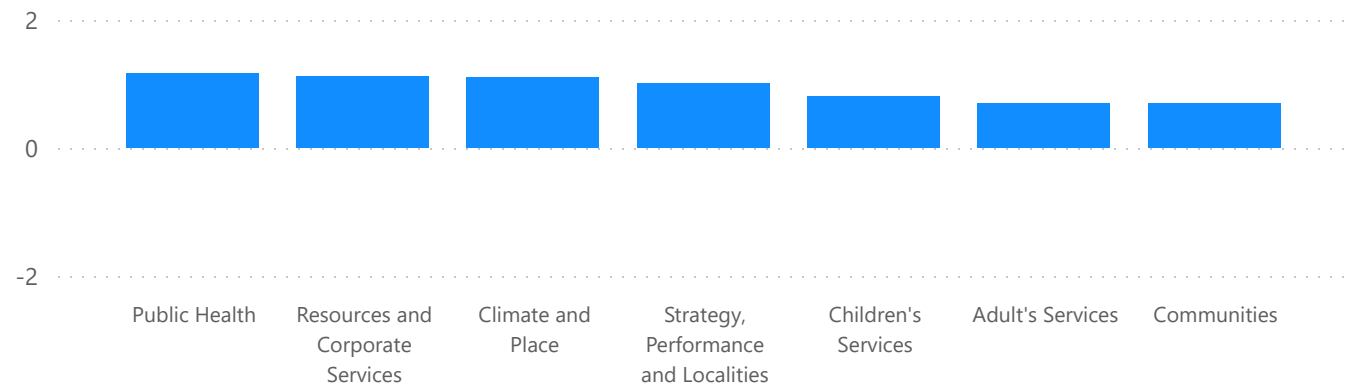 2
0
-2
Public Health
Resources and
Corporate
Services
Climate and
Place
Strategy,
Performance
and Localities
Children's
Services
Adult's Services
Communities